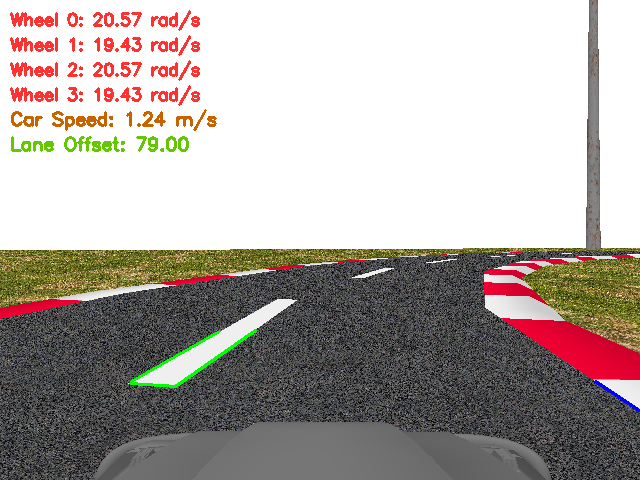 Wheel 0: 20.57 rad/s
Wheel 1: 19.43 rad/s
Wheel 2: 20.57 rad/s
Wheel 3: 19.43 rad/s
Car Speed: 1.24 m/s
Lane Offset: 79.00